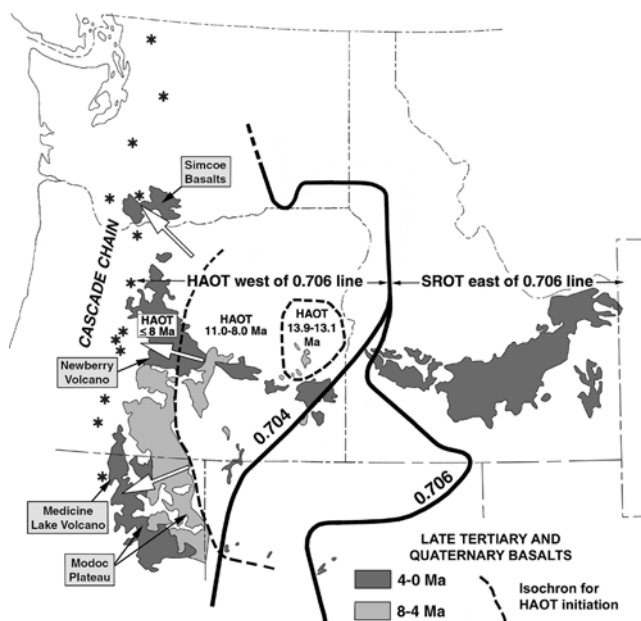 Simcoe
Basalts
CASCADE CHAIN
HAOT west of 0.706 line
SROT east of 0.706 line
HAOT
≤ 8 Ma
HAOT
11.0-8.0 Ma
HAOT
13.9-13.1
Ma
Newberry
Volcano
0.704
0.706
Medicine
Lake Volcano
Modoc
Plateau
LATE TERTIARY AND
QUATERNARY BASALTS
4-0 Ma
8-4 Ma
Isochron for
HAOT initiation